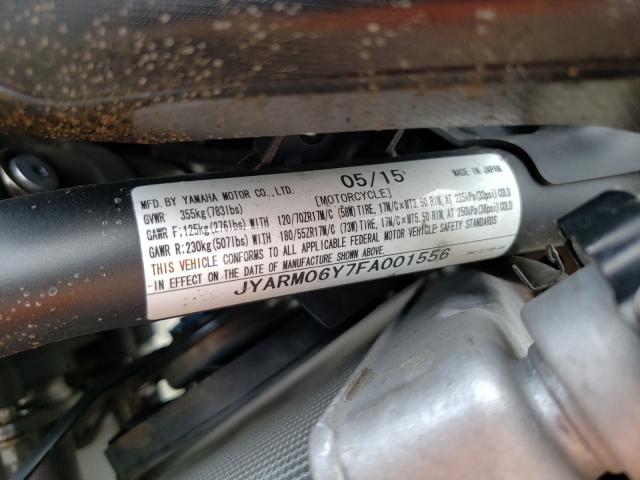 MFD. BY YAMAHA MOTOR CO., LTD. 05/15 MADE IN JAPAN
GVWR 355kg(783lbs) [MOTORCYCLE]
GAWR F:125kg(276lbs)WITH 120/70ZR17M/C (58W)TIRE, 17M/C×MT3.50 RIM, AT 225kPa(33psi)COLD
GAWR R:230kg(507lbs)WITH 180/55ZR17M/C (73W)TIRE, 17M/C×MT5.50 RIM, AT 250kPa(36psi)COLD
THIS VEHICLE CONFORMS TO ALL APPLICABLE FEDERAL MOTOR VEHICLE SAFETY STANDARDS
IN EFFECT ON THE DATE OF MANUFACTURE SHOWN ABOVE.
JYARM06Y7FA001556